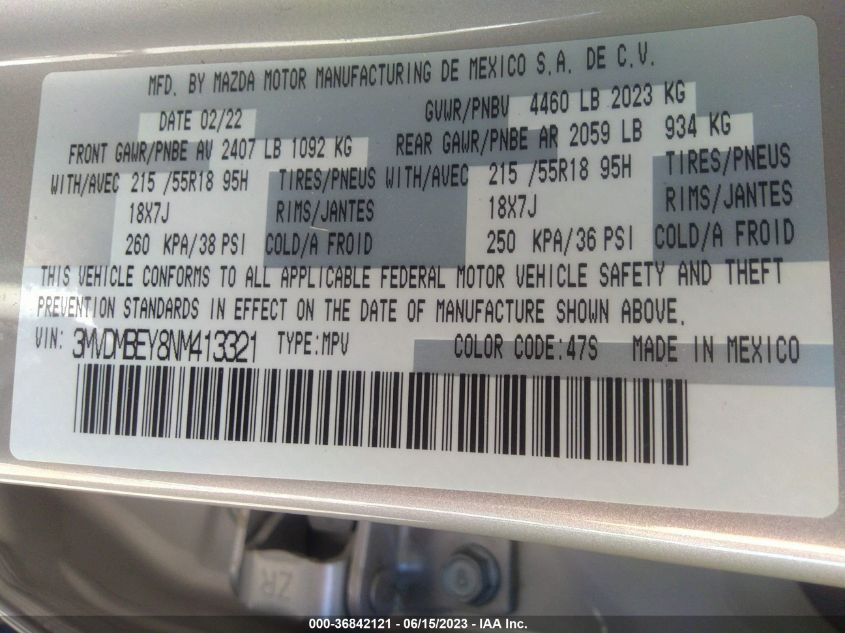 MFD. BY MAZDA MOTOR MANUFACTURING DE MEXICO S.A. DE C.V.
DATE 02/22 GVWR/PNBV 4460 LB 2023 KG
FRONT GAWR/PNBE AV 2407 LB 1092 KG REAR GAWR/PNBE AR 2059 LB 934 KG
WITH/AVEC 215 /55R18 95H TIRES/PNEUS WITH/AVEC 215 /55R18 95H TIRES/PNEUS
18X7J RIMS/JANTES 18X7J RIMS/JANTES
260 KPA/38 PSI COLD/A FROID 250 KPA/36 PSI COLD/A FROID
THIS VEHICLE CONFORMS TO ALL APPLICABLE FEDERAL MOTOR VEHICLE SAFETY AND THEFT
PREVENTION STANDARDS IN EFFECT ON THE DATE OF MANUFACTURE SHOWN ABOVE.
VIN: 3MVDMBEY8NM413321 TYPE:MPV COLOR CODE:47S MADE IN MEXICO
ZR
8
000-36842121 - 06/15/2023 - IAA Inc.